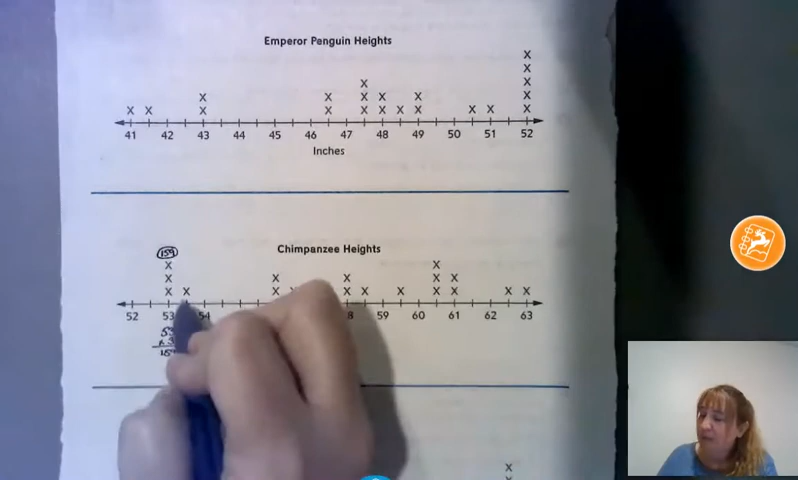 Emperor Penguin Heights
X
X
X X
X X X X X X
X X X X X X X X X X X
41 42 43 44 45 46 47 48 49 50 51 52
Inches
Chimpanzee Heights
159
X X
X X X X X
X X X X X X X X X X
52 53 54 8 59 60 61 62 63
X